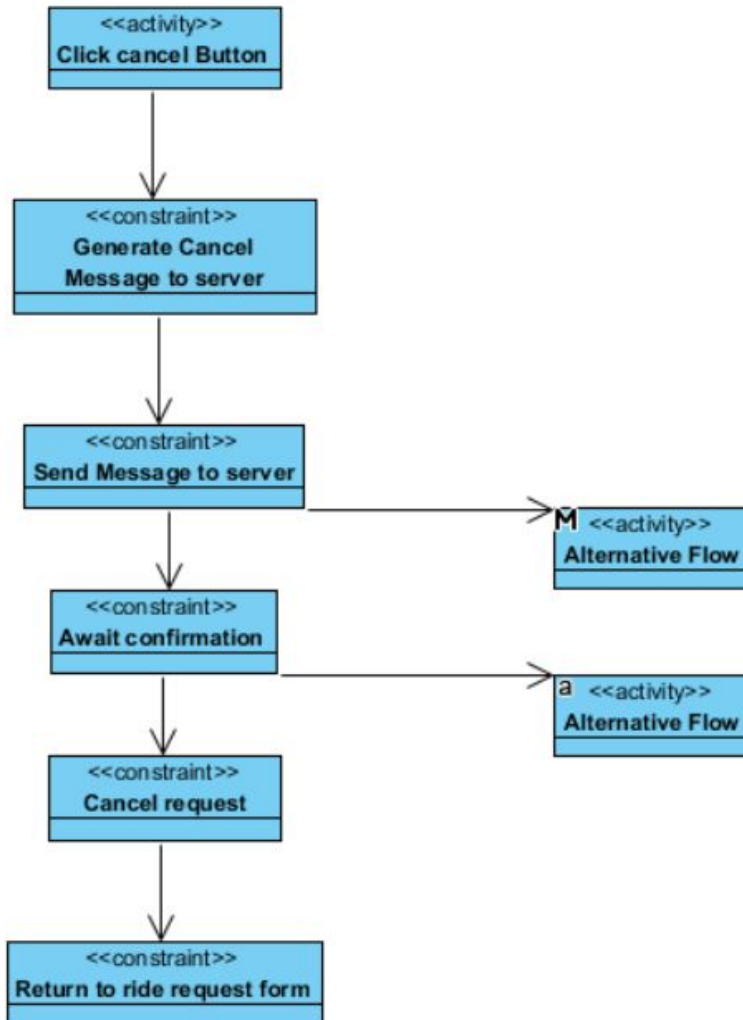 <<activity>>
Click cancel Button
<<constraint>>
Generate Cancel
Message to server
<<constraint>>
Send Message to server
M <<activity>>
Alternative Flow
<<constraint>>
Await confirmation
a <<activity>>
Alternative Flow
<<constraint>>
Cancel request
<<constraint>>
Return to ride request form